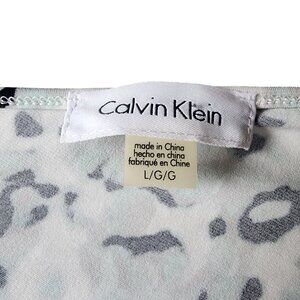 Calvin Klein
made in China
hecho en china
fabriqué en Chine
L/G/G